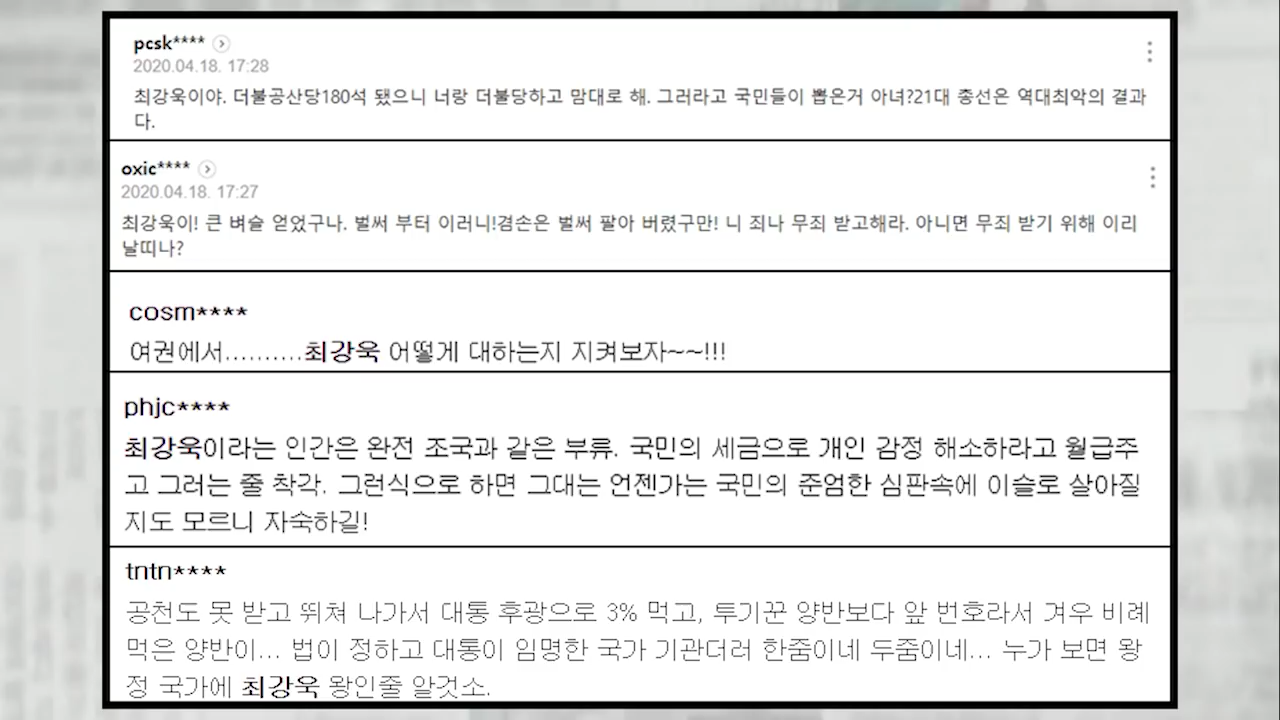 pcsk****
2020.04.18. 17:28
최강욱이야. 더불공산당180석 됐으니 너랑 더불당하고 맘대로 해. 그러라고 국민들이 뽑은거 아녀?21대 총선은 역대최악의 결과
다.
oxic****
2020.04.18. 17:27
최강욱이! 큰 벼슬 얻었구나. 벌써 부터 이러니!겸손은 벌써 팔아 버렸구만! 니 죄나 무죄 받고해라. 아니면 무죄 받기 위해 이리
날띠나?
cosm****
여권에서..........최강욱 어떻게 대하는지 지켜보자~~!!!
phjc****
최강욱이라는 인간은 완전 조국과 같은 부류. 국민의 세금으로 개인 감정 해소하라고 월급주
고 그러는 줄 착각. 그런식으로 하면 그대는 언젠가는 국민의 준엄한 심판속에 이슬로 살아질
지도 모르니 자숙하길!
tntn****
공천도 못 받고 뛰쳐 나가서 대통 후광으로 3% 먹고, 투기꾼 양반보다 앞 번호라서 겨우 비례
먹은 양반이... 법이 정하고 대통이 임명한 국가 기관더러 한줌이네 두줌이네... 누가 보면 왕
정 국가에 최강욱 왕인줄 알것소.